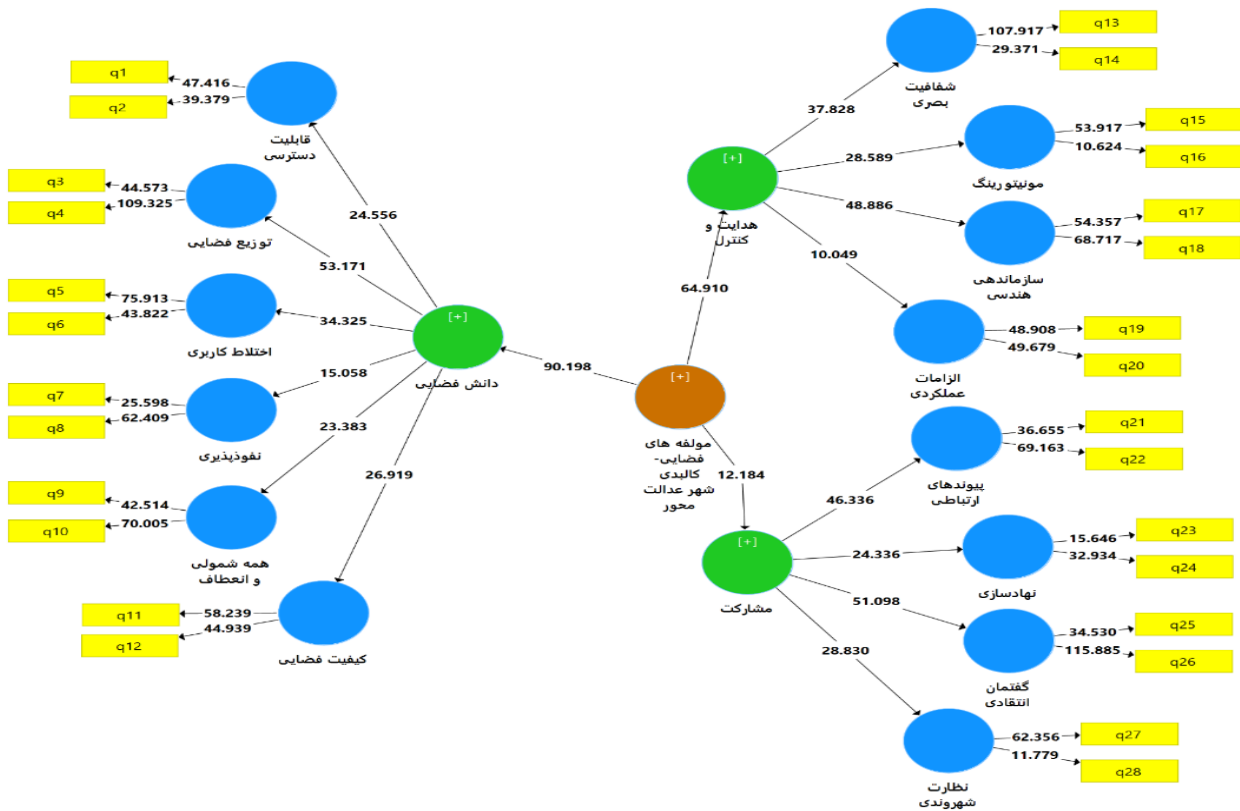 q1
47.416
q2
39.379
قابلیت
دسترسی
q3
44.573
q4
109.325
توزیع فضایی
q5
75.913
q6
43.822
اختلاط کاربری
q7
25.598
q8
62.409
نفوذپذیری
q9
42.514
q10
70.005
همه شمولی
و انعطاف
q11
58.239
q12
44.939
کیفیت فضایی
24.556
53.171
34.325
15.058
23.383
26.919
[+]
دانش فضایی
90.198
[+]
مولفه های
فضایی-
کالبدی
شهر عدالت
محور
64.910
12.184
[+]
هدایت و
کنترل
37.828
28.589
48.886
10.049
107.917
q13
29.371
q14
شفافیت
بصری
53.917
q15
10.624
q16
مونیتورینگ
54.357
q17
68.717
q18
سازماندهی
هندسی
48.908
q19
49.679
q20
الزامات
عملکردی
[+]
مشارکت
46.336
24.336
51.098
28.830
36.655
q21
69.163
q22
پیوندهای
ارتباطی
15.646
q23
32.934
q24
نهادسازی
34.530
q25
115.885
q26
گفتمان
انتقادی
62.356
q27
11.779
q28
نظارت
شهروندی